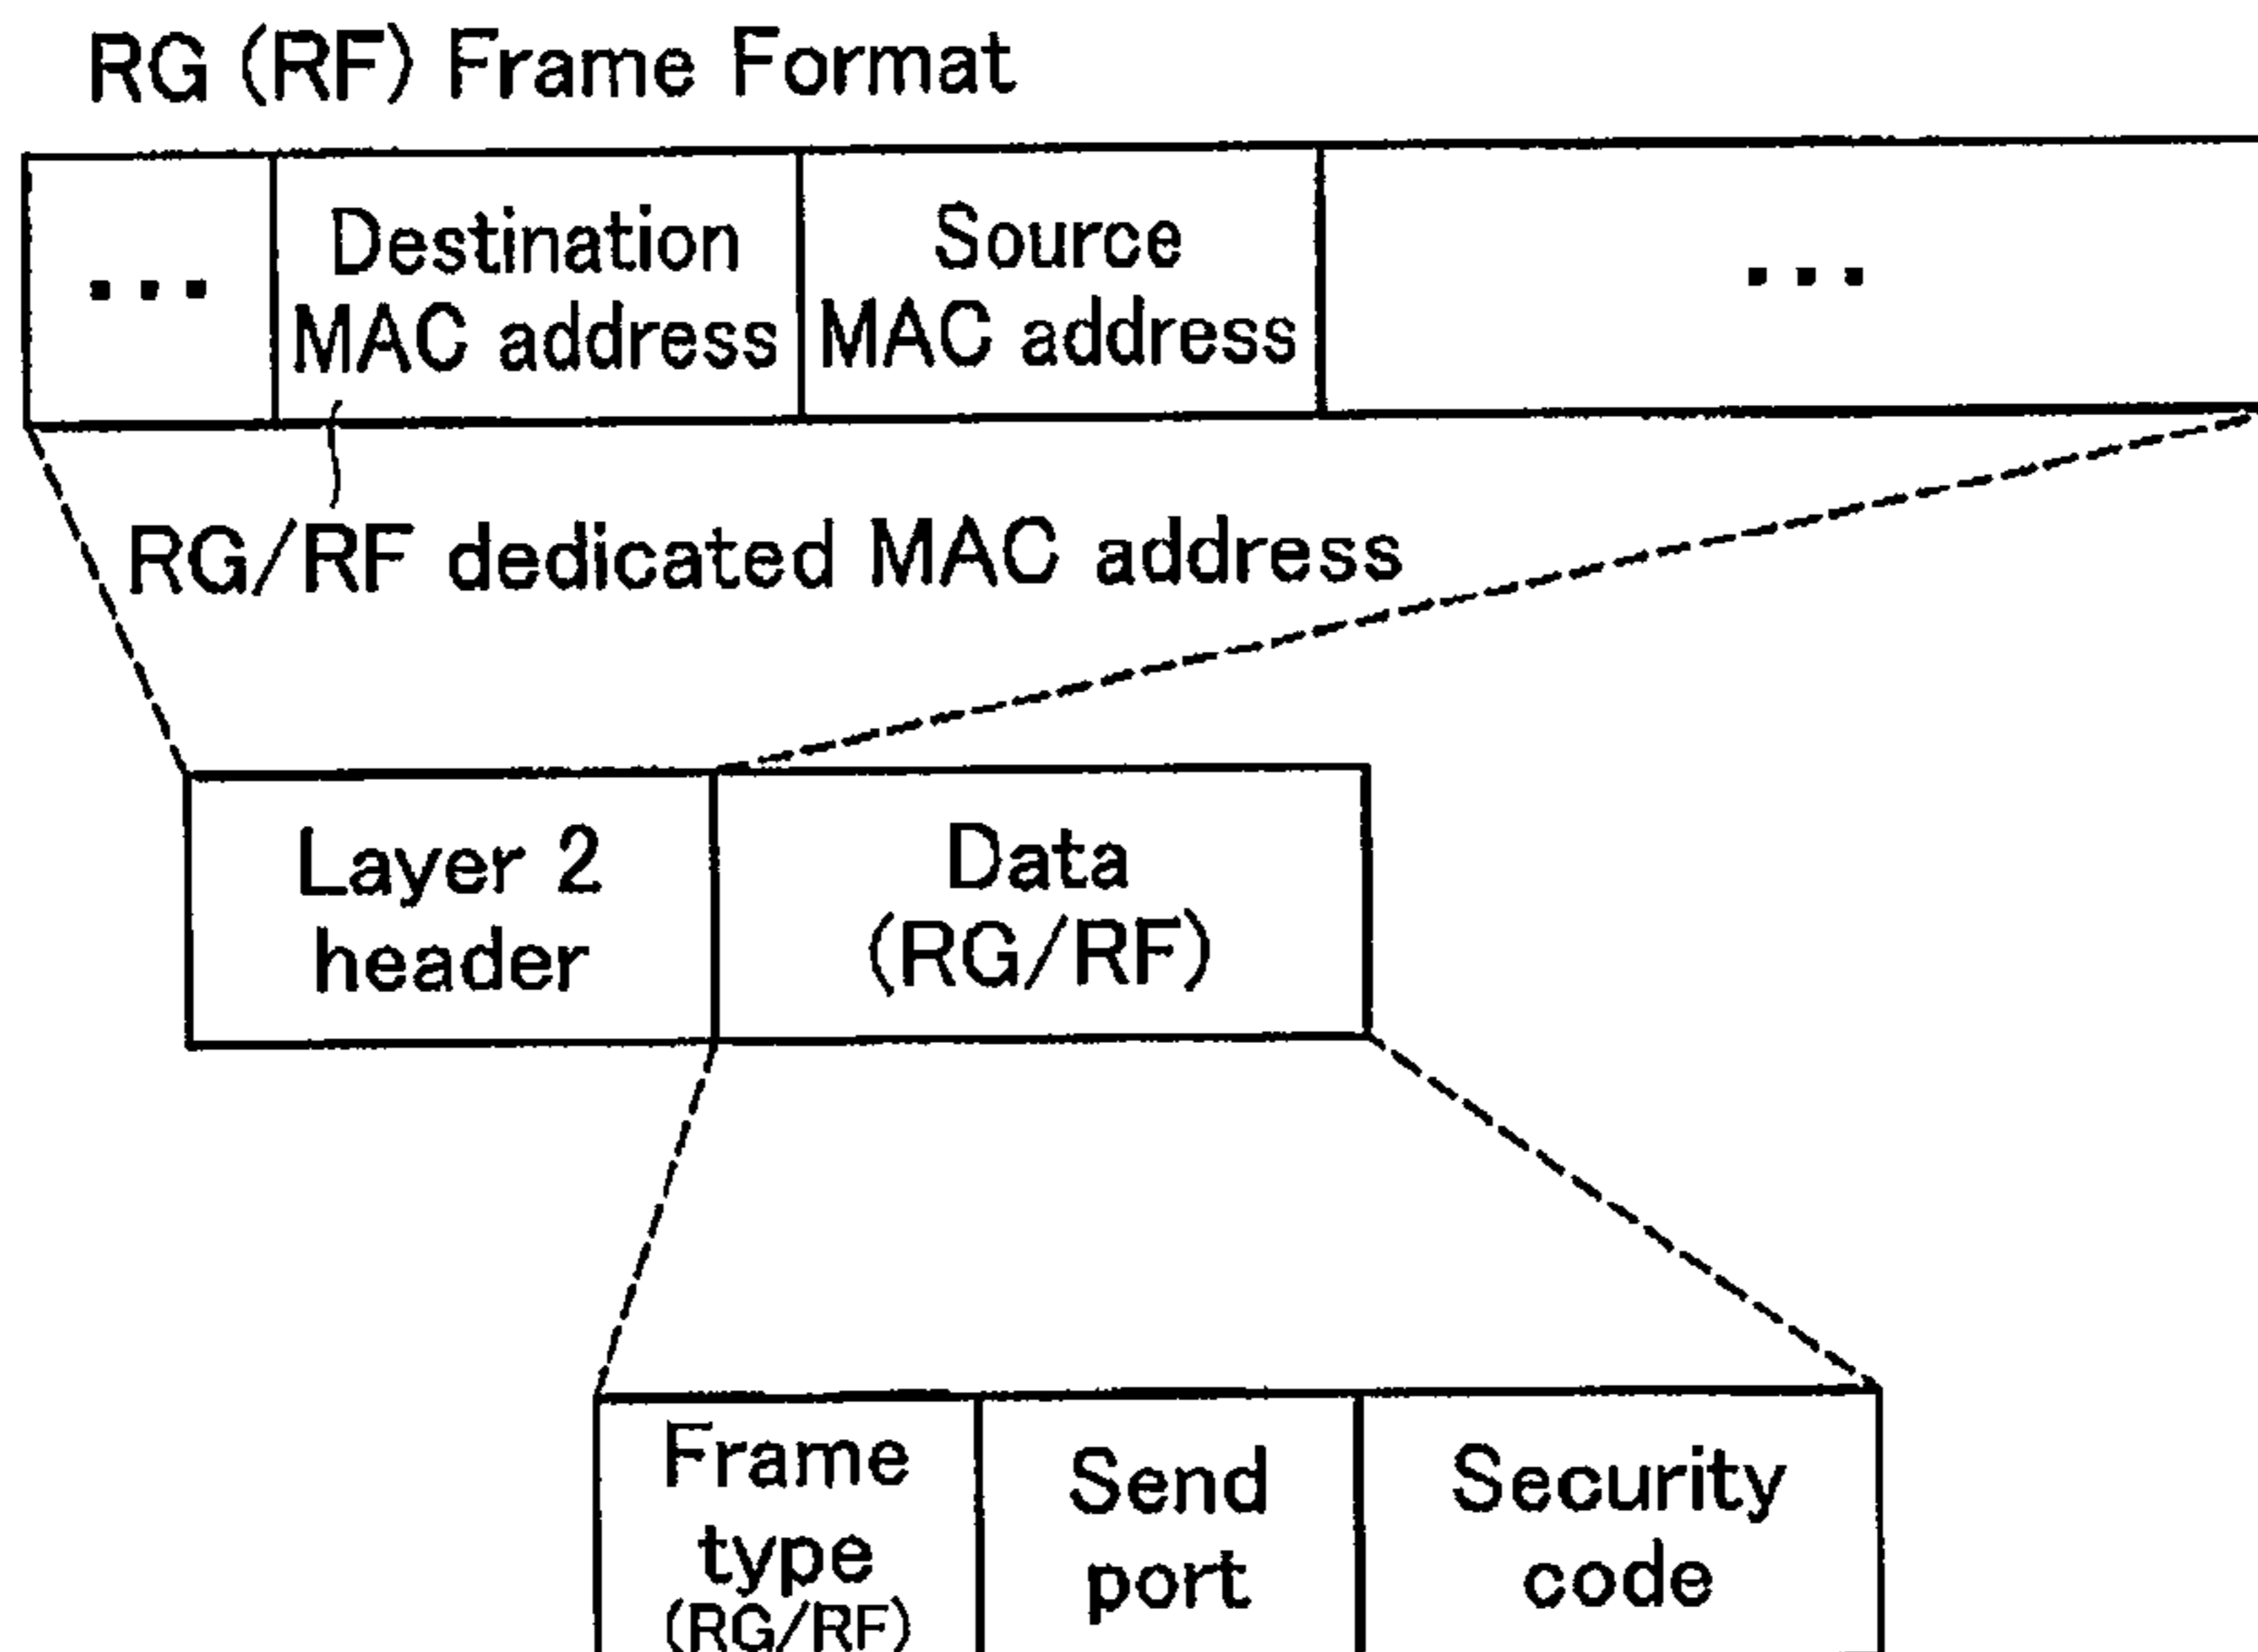 RG (RF) Frame Format
... Destination Source ...
MAC address MAC address
RG/RF dedicated MAC address
Layer 2 Data
header (RG/RF)
Frame Send Security
type port code
(RG/RF)